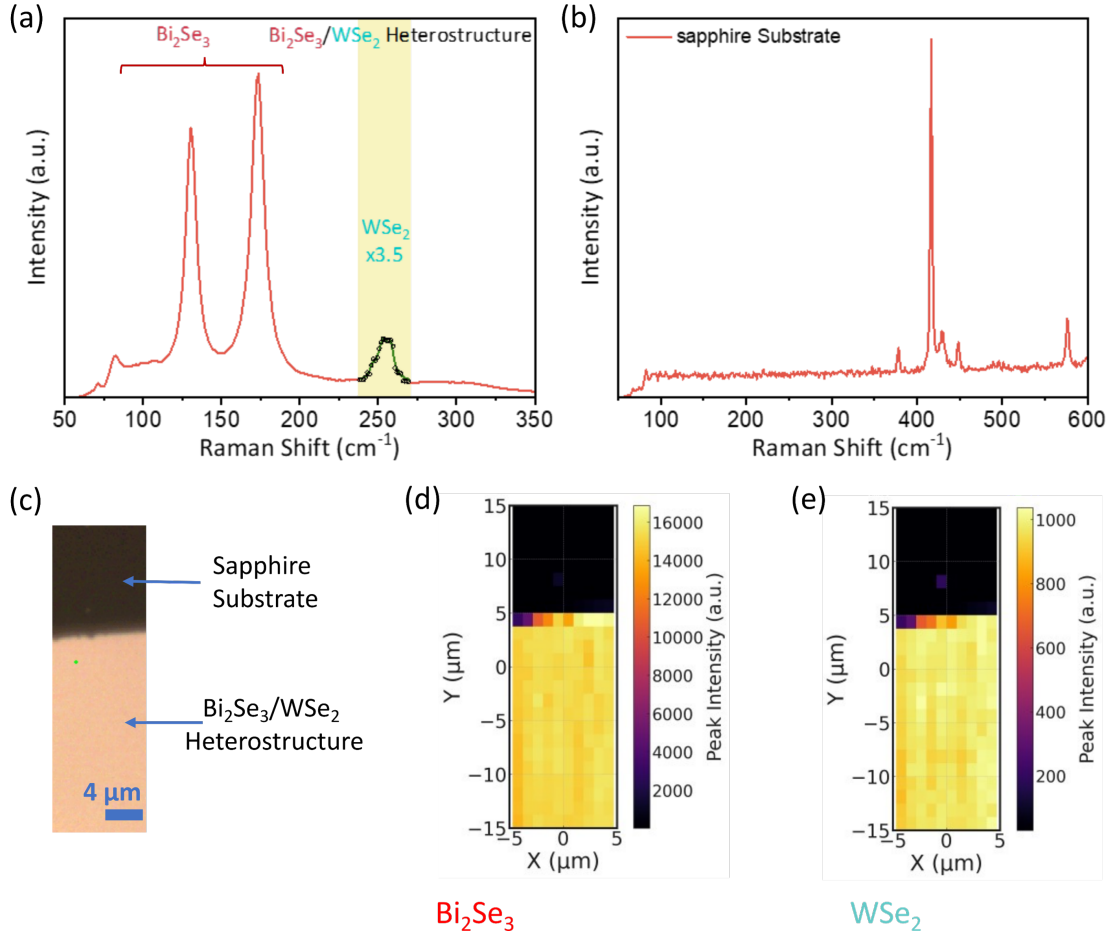 (a)
Bi₂Se₃
Bi₂Se₃/WSe₂ Heterostructure
WSe₂
x3.5
Intensity (a.u.)
50 100 150 200 250 300 350
Raman Shift (cm⁻¹)
(b)
sapphire Substrate
Intensity (a.u.)
100 200 300 400 500 600
Raman Shift (cm⁻¹)
(c)
Sapphire
Substrate
Bi₂Se₃/WSe₂
Heterostructure
4 μm
(d)
15
10
5
0
−5
−10
−15
Y (μm)
−5 0 5
X (μm)
16000
14000
12000
10000
8000
6000
4000
2000
Peak Intensity (a.u.)
Bi₂Se₃
(e)
15
10
5
0
−5
−10
−15
Y (μm)
−5 0 5
X (μm)
1000
800
600
400
200
Peak Intensity (a.u.)
WSe₂